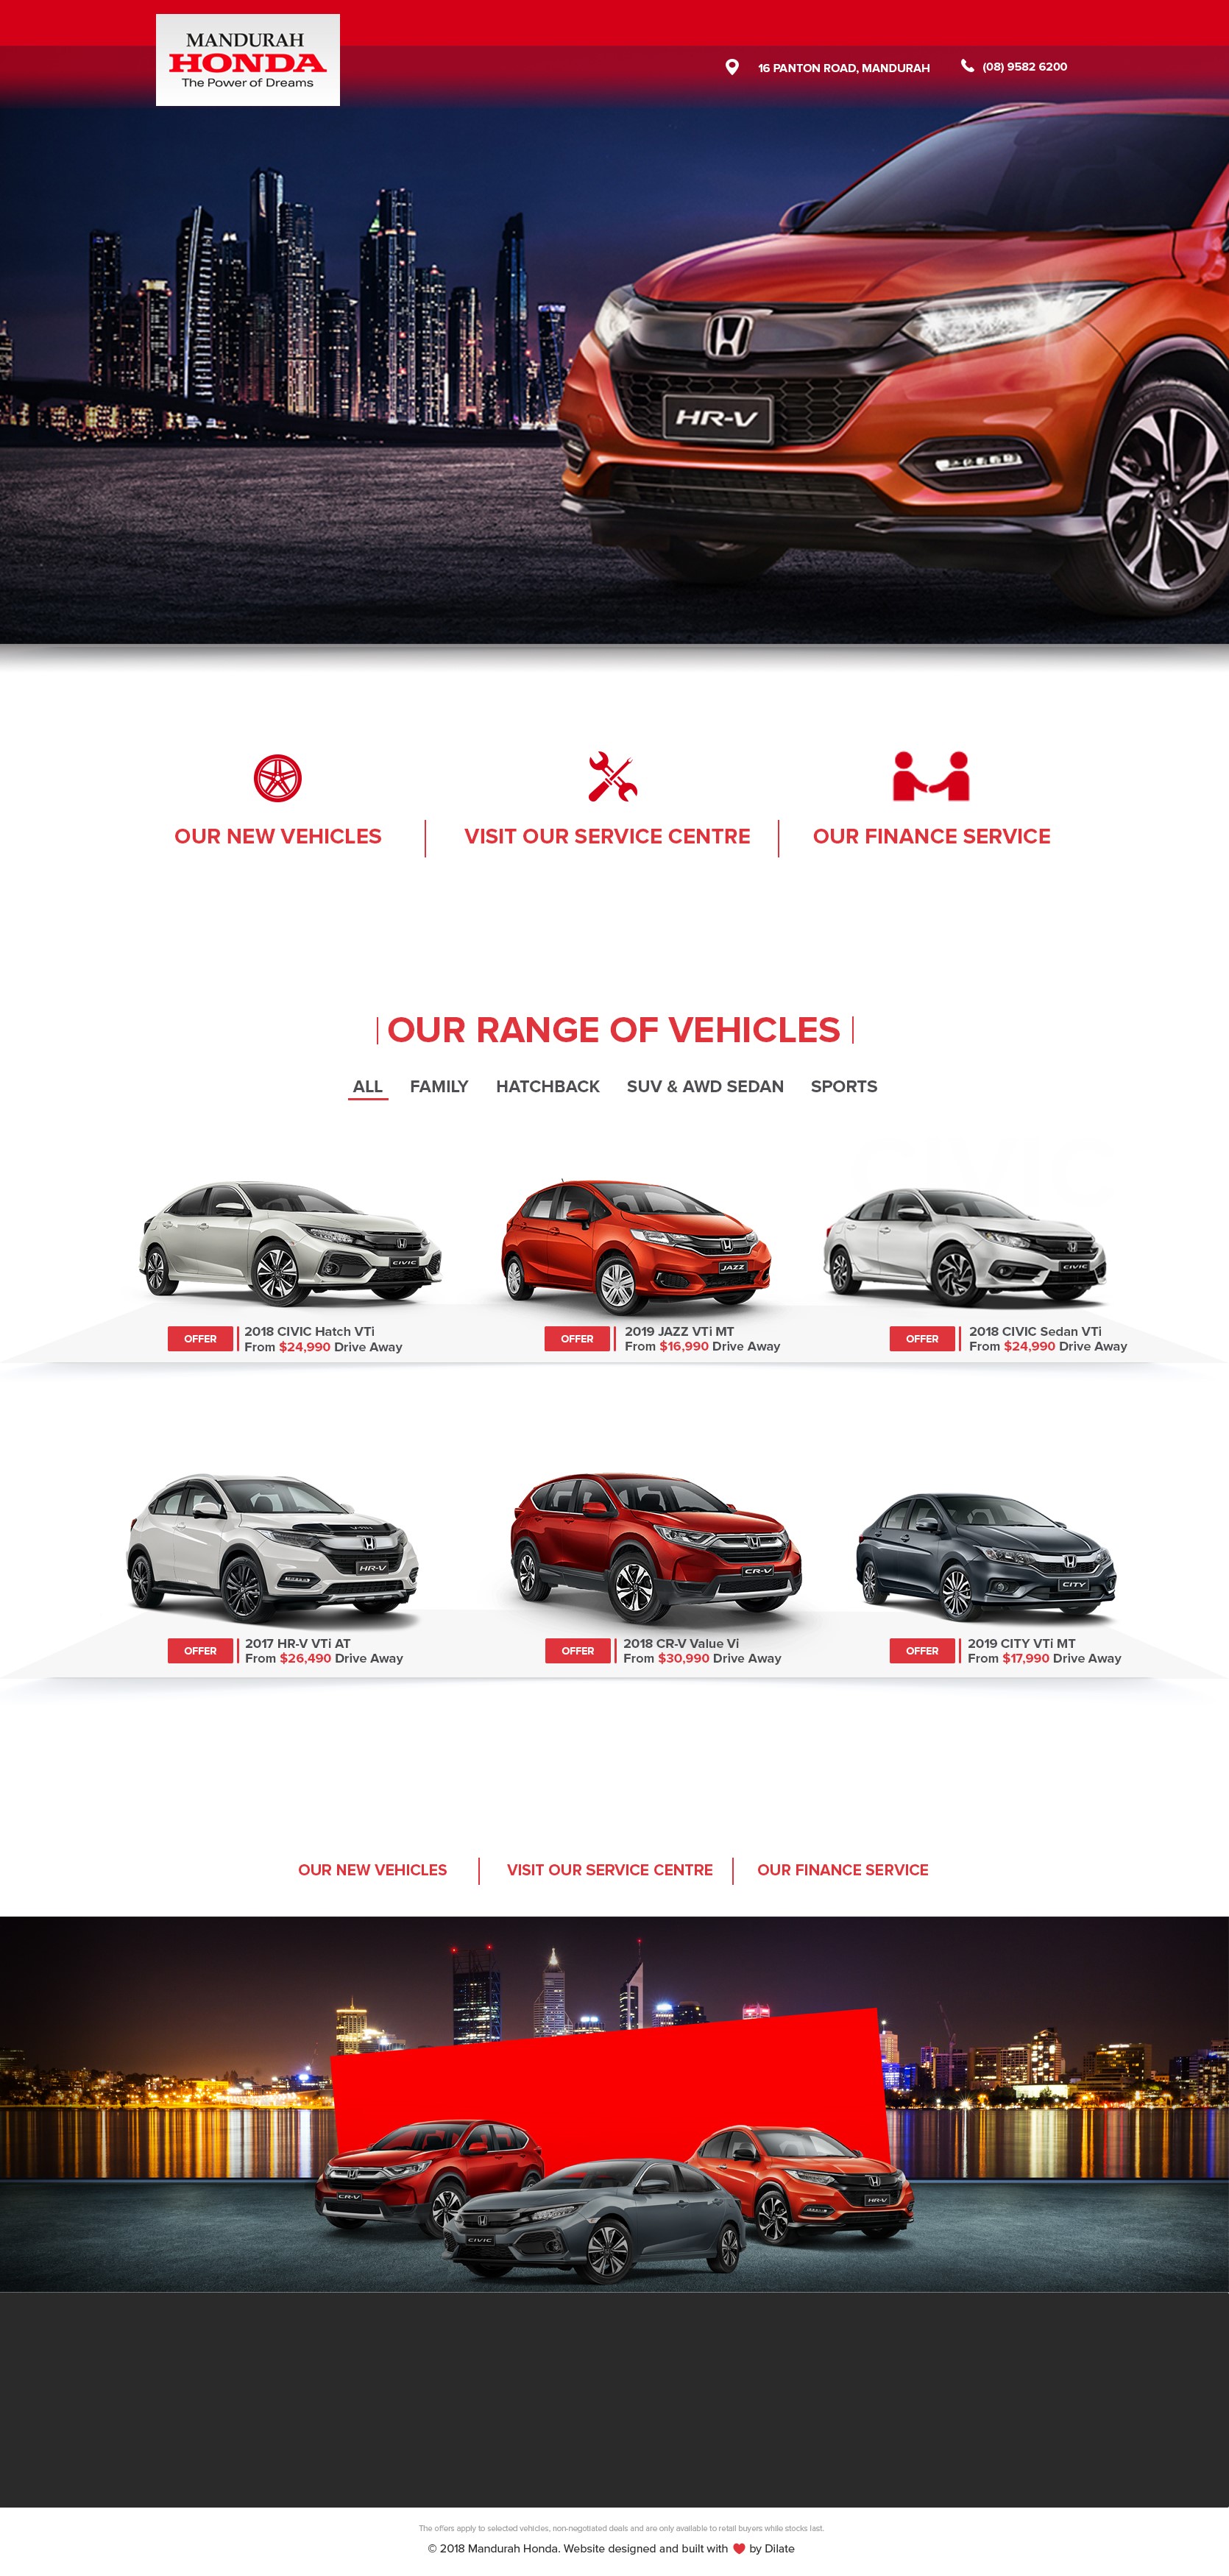 MANDURAH
HONDA
The Power of Dreams
16 PANTON ROAD, MANDURAH
(08) 9582 6200
HR-V
OUR NEW VEHICLES
VISIT OUR SERVICE CENTRE
OUR FINANCE SERVICE
OUR RANGE OF VEHICLES
ALL
FAMILY
HATCHBACK
SUV & AWD SEDAN
SPORTS
CIVIC
JAZZ
CIVIC
OFFER
2018 CIVIC Hatch VTi
From $24,990 Drive Away
OFFER
2019 JAZZ VTi MT
From $16,990 Drive Away
OFFER
2018 CIVIC Sedan VTi
From $24,990 Drive Away
HR-V
CR-V
CITY
OFFER
2017 HR-V VTi AT
From $26,490 Drive Away
OFFER
2018 CR-V Value Vi
From $30,990 Drive Away
OFFER
2019 CITY VTi MT
From $17,990 Drive Away
OUR NEW VEHICLES
VISIT OUR SERVICE CENTRE
OUR FINANCE SERVICE
CR-V
CIVIC
HR-V
The offers apply to selected vehicles, non-negotiated deals and are only available to retail buyers while stocks last.
© 2018 Mandurah Honda. Website designed and built with ❤ by Dilate